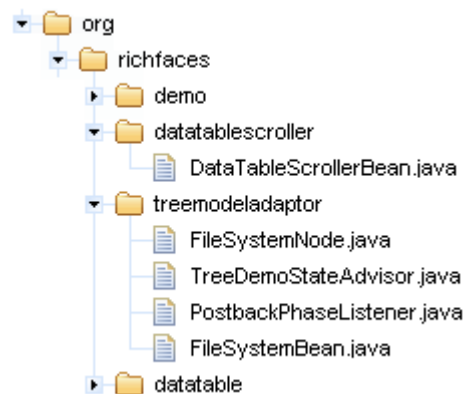 org
richfaces
demo
datatablescroller
DataTableScrollerBean.java
treemodeladaptor
FileSystemNode.java
TreeDemoStateAdvisor.java
PostbackPhaseListener.java
FileSystemBean.java
datatable